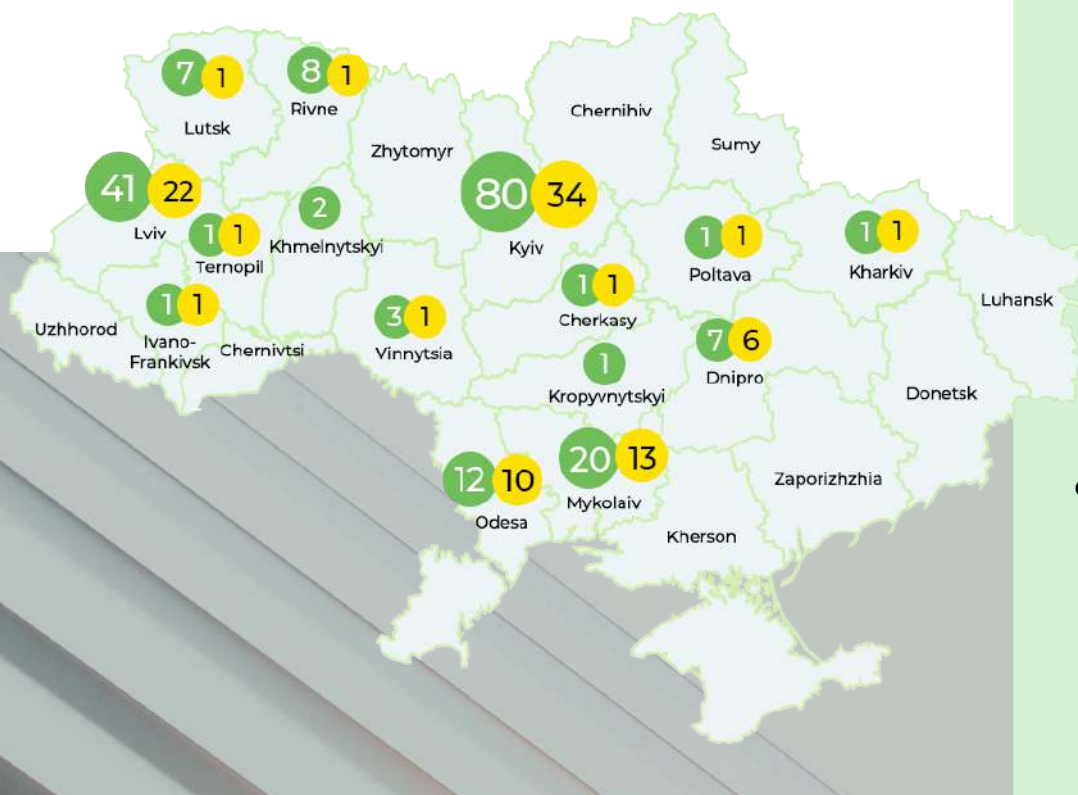 7 1
Lutsk
8 1
Rivne
Zhytomyr
Chernihiv
Sumy
41 22
Lviv
1 1
Ternopil
2
Khmelnytskyi
80 34
Kyiv
1 1
Poltava
1 1
Kharkiv
Luhansk
Uzhhorod
1 1
Ivano-
Frankivsk
Chernivtsi
3 1
Vinnytsia
1 1
Cherkasy
1
Kropyvnytskyi
7 6
Dnipro
Donetsk
12 10
Odesa
20 13
Mykolaiv
Zaporizhzhia
Kherson